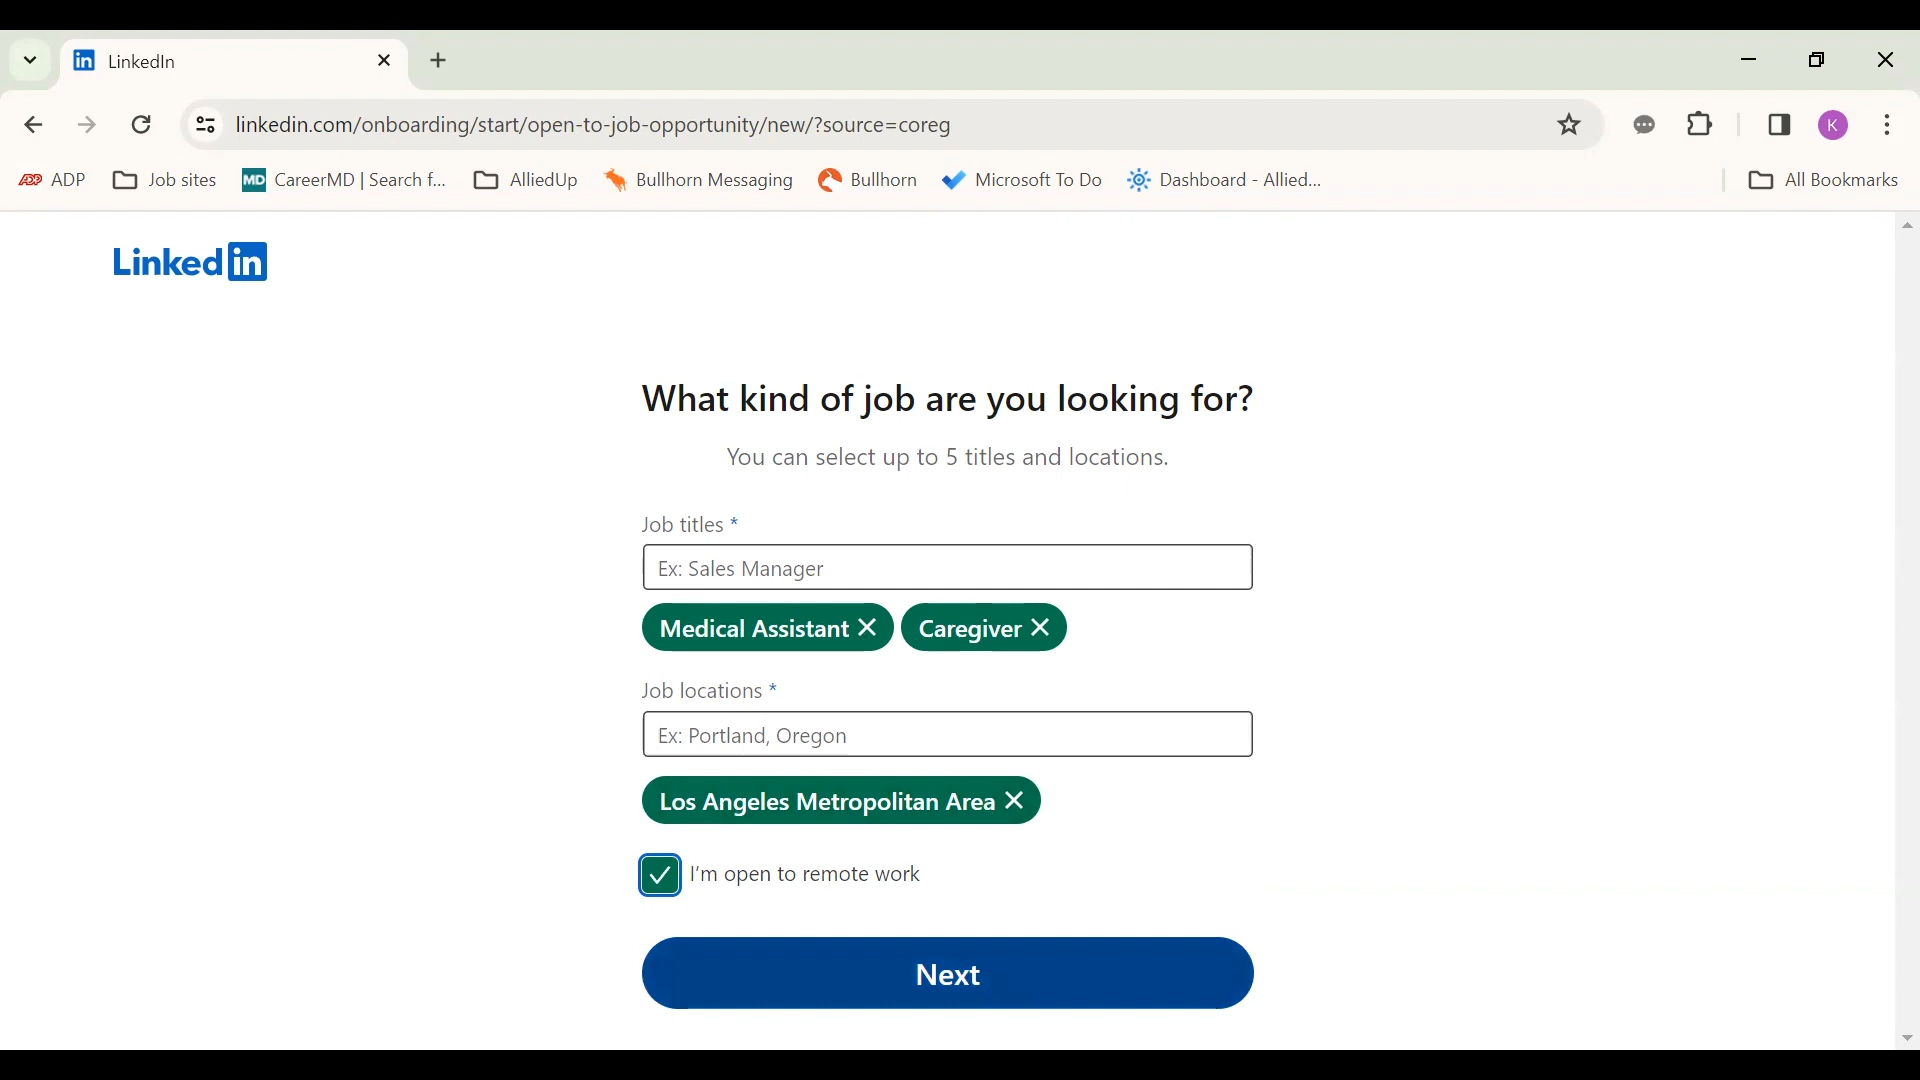 LinkedIn
linkedin.com/onboarding/start/open-to-job-opportunity/new/?source=coreg
K
ADP ADP Job sites MD CareerMD | Search f... AlliedUp Bullhorn Messaging Bullhorn Microsoft To Do Dashboard - Allied... All Bookmarks
Linked in
What kind of job are you looking for?
You can select up to 5 titles and locations.
Job titles *
Ex: Sales Manager
Medical Assistant Caregiver
Job locations *
Ex: Portland, Oregon
Los Angeles Metropolitan Area
I'm open to remote work
Next